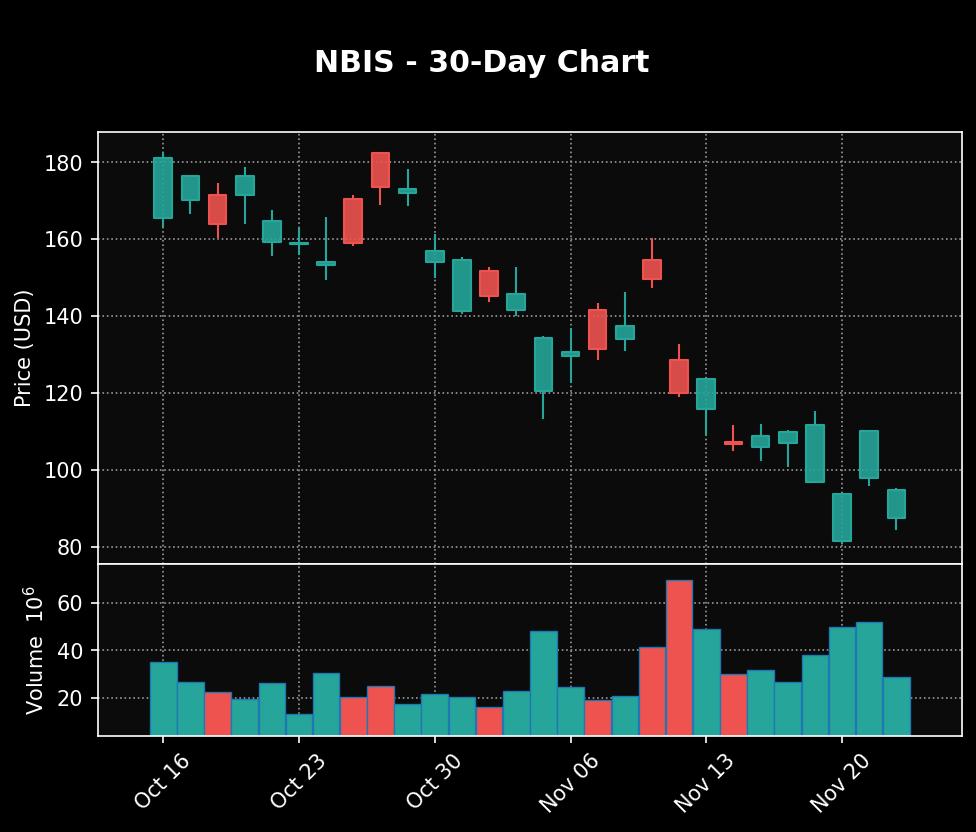 NBIS - 30-Day Chart
Price (USD)
180
160
140
120
100
80
Volume 10⁶
60
40
20
Oct 16
Oct 23
Oct 30
Nov 06
Nov 13
Nov 20